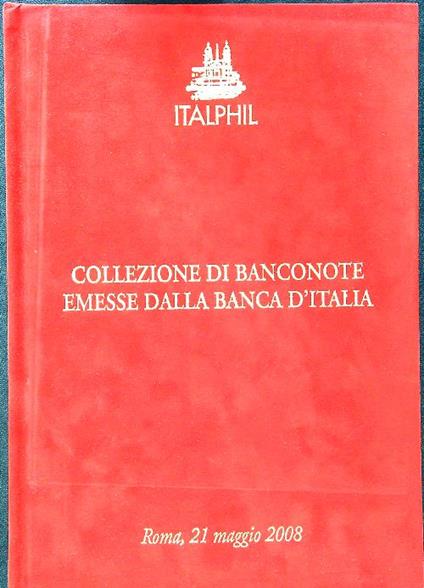 ITALPHIL
COLLEZIONE DI BANCONOTE
EMESSE DALLA BANCA D'ITALIA
Roma, 21 maggio 2008